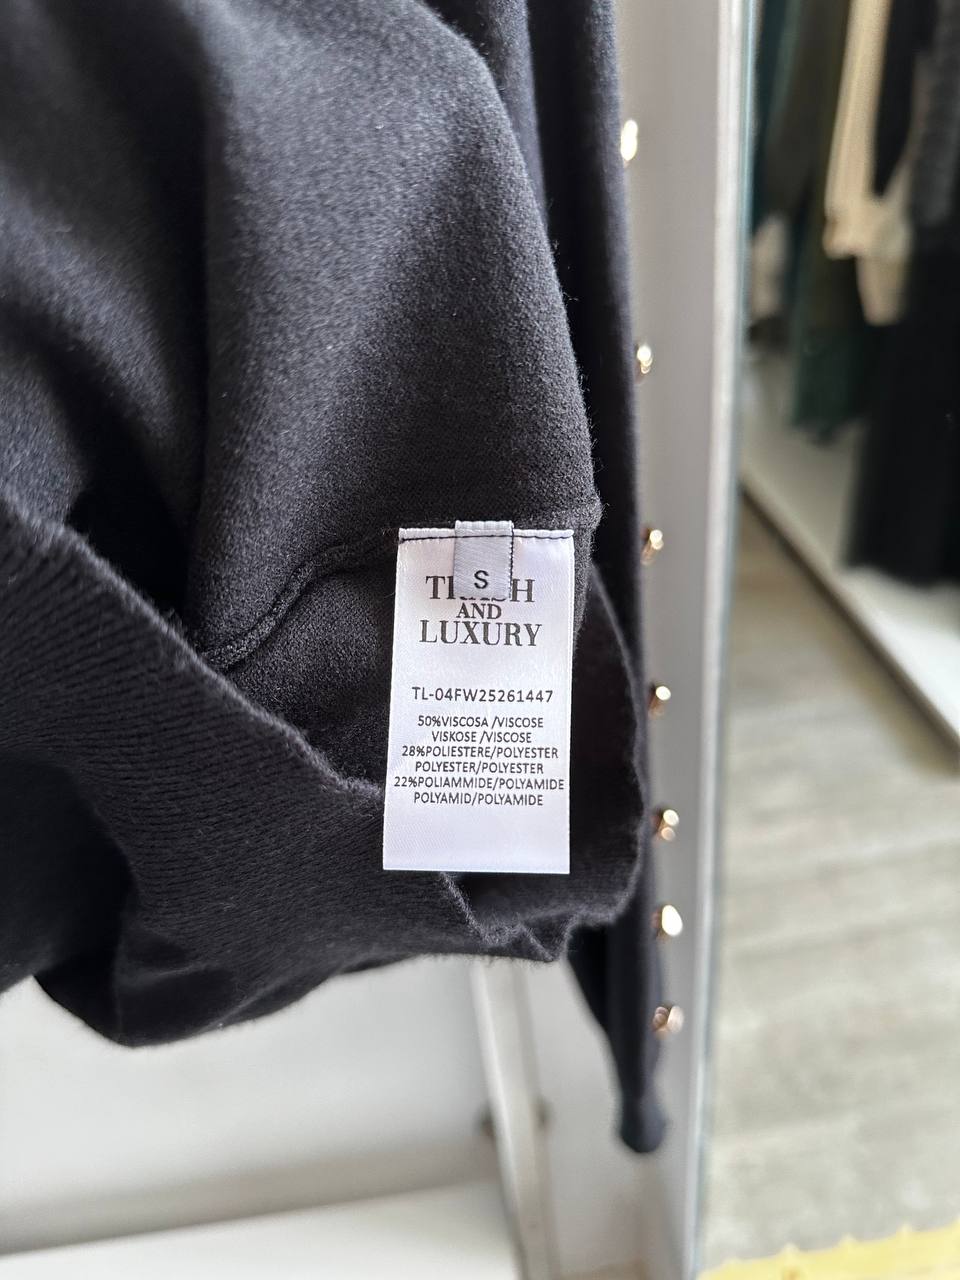 S
AND
LUXURY
TL-04FW25261447
50%VISCOSA /VISCOSE
VISKOSE /VISCOSE
28%POLIESTERE/POLYESTER
POLYESTER/POLYESTER
22%POLIAMMIDE/POLYAMIDE
POLYAMID/POLYAMIDE